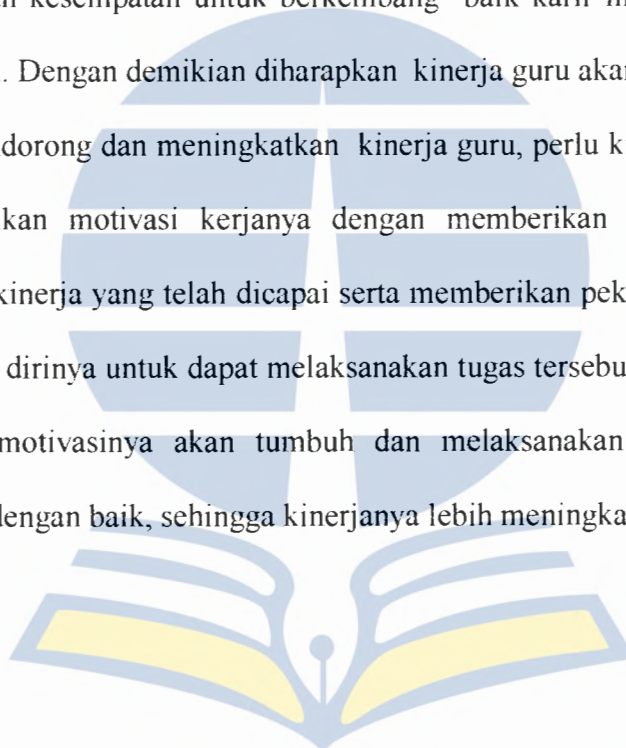 kesempatan untuk berkembang baik karir
. Dengan demikian diharapkan kinerja guru akan
dorong dan meningkatkan kinerja guru, perlu k
kan motivasi kerjanya dengan memberikan
kinerja yang telah dicapai serta memberikan pek
dirinya untuk dapat melaksanakan tugas tersebu
motivasinya akan tumbuh dan melaksanakan
dengan baik, sehingga kinerjanya lebih meningka